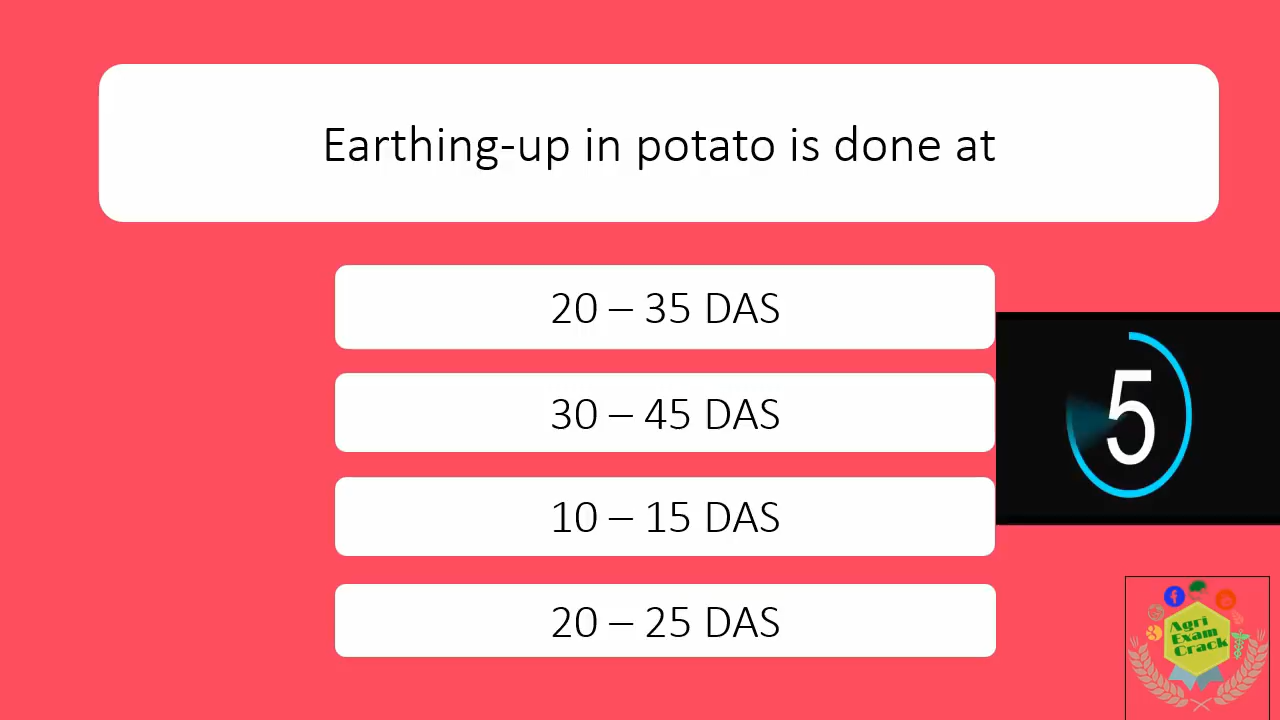 Earthing-up in potato is done at
20 – 35 DAS
30 – 45 DAS
5
10 – 15 DAS
20 – 25 DAS
Agri
Exam
Crack